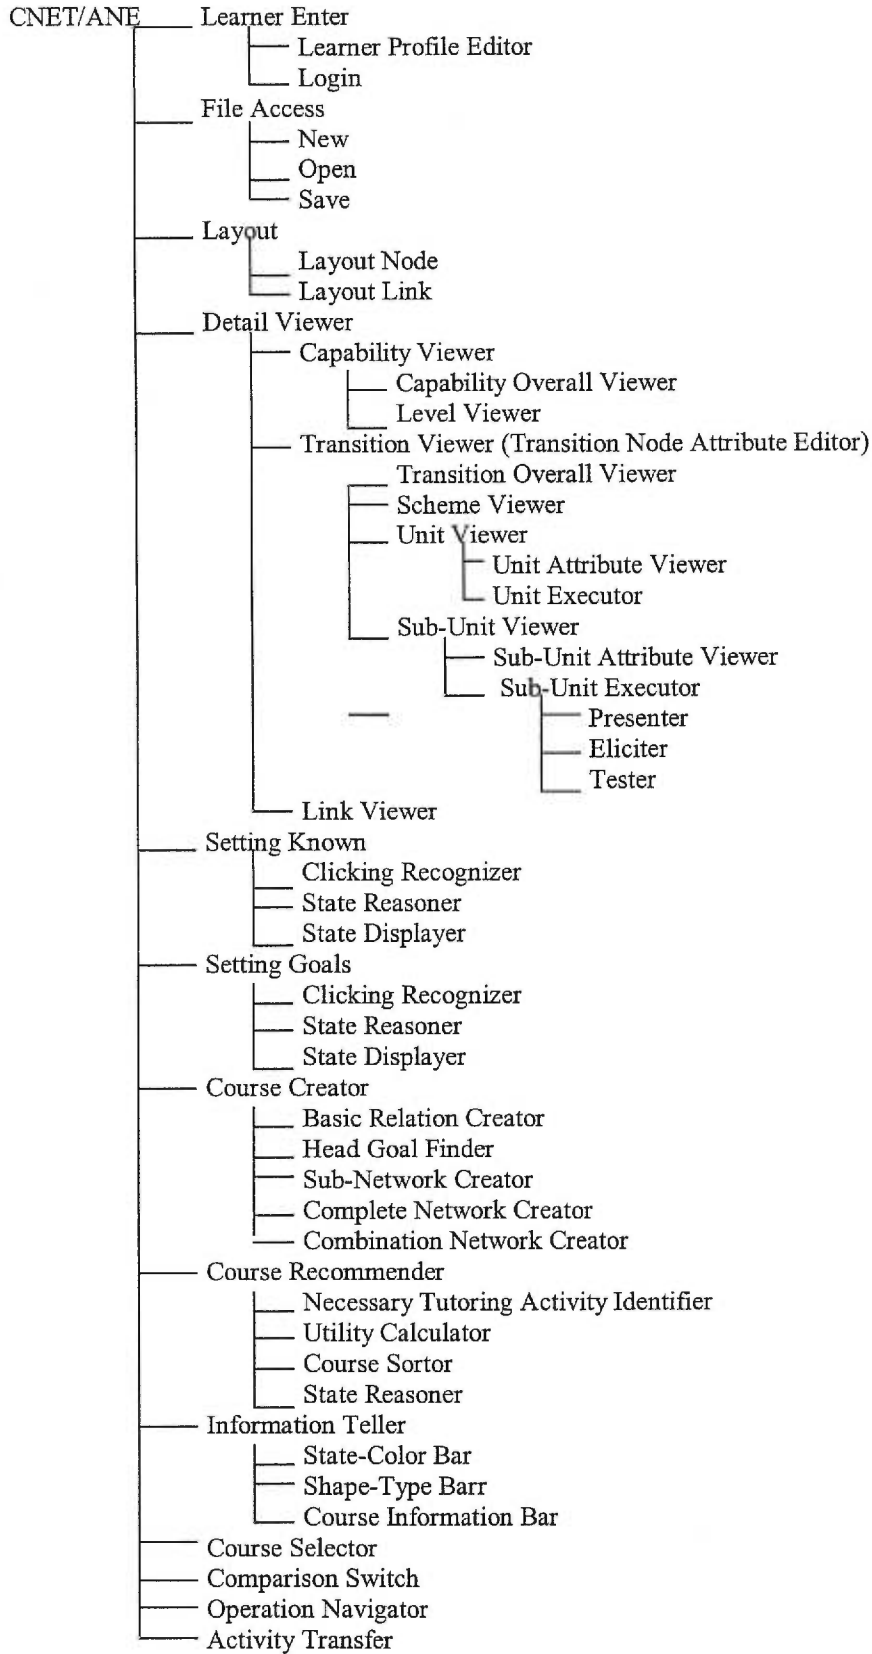 CNET/ANE Learner Enter
Learner Profile Editor
Login
File Access
New
Open
Save
Layout
Layout Node
Layout Link
Detail Viewer
Capability Viewer
Capability Overall Viewer
Level Viewer
Transition Viewer (Transition Node Attribute Editor)
Transition Overall Viewer
Scheme Viewer
Unit Viewer
Unit Attribute Viewer
Unit Executor
Sub-Unit Viewer
Sub-Unit Attribute Viewer
Sub-Unit Executor
Presenter
Eliciter
Tester
Link Viewer
Setting Known
Clicking Recognizer
State Reasoner
State Displayer
Setting Goals
Clicking Recognizer
State Reasoner
State Displayer
Course Creator
Basic Relation Creator
Head Goal Finder
Sub-Network Creator
Complete Network Creator
Combination Network Creator
Course Recommender
Necessary Tutoring Activity Identifier
Utility Calculator
Course Sortor
State Reasoner
Information Teller
State-Color Bar
Shape-Type Barr
Course Information Bar
Course Selector
Comparison Switch
Operation Navigator
Activity Transfer